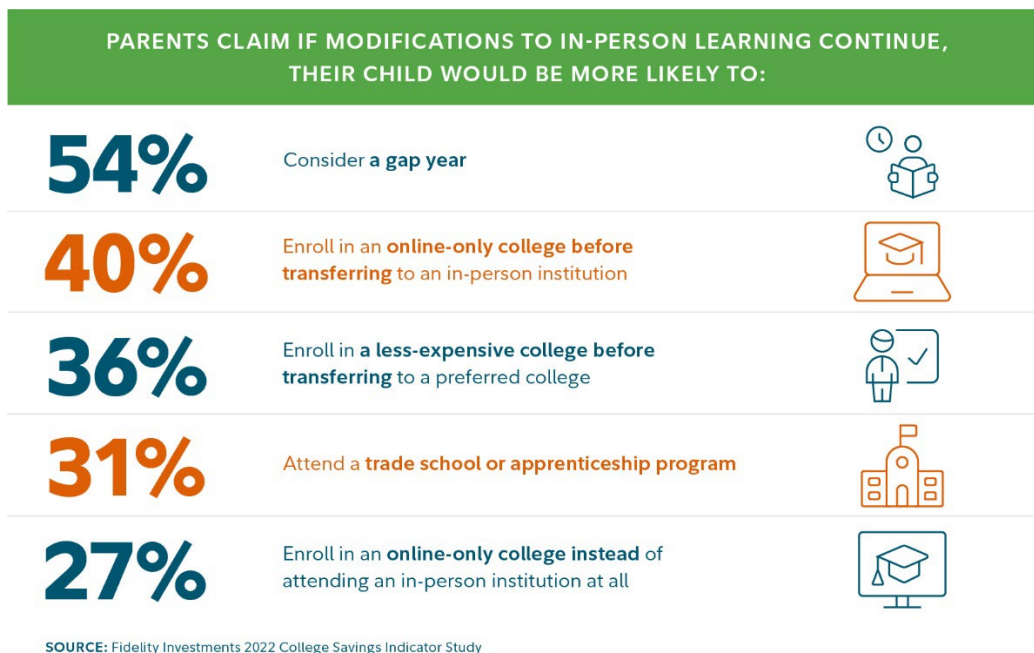 PARENTS CLAIM IF MODIFICATIONS TO IN-PERSON LEARNING CONTINUE,
THEIR CHILD WOULD BE MORE LIKELY TO:
54%
Consider a gap year
40%
Enroll in an online-only college before
transferring to an in-person institution
36%
Enroll in a less-expensive college before
transferring to a preferred college
31%
Attend a trade school or apprenticeship program
27%
Enroll in an online-only college instead of
attending an in-person institution at all
SOURCE: Fidelity Investments 2022 College Savings Indicator Study